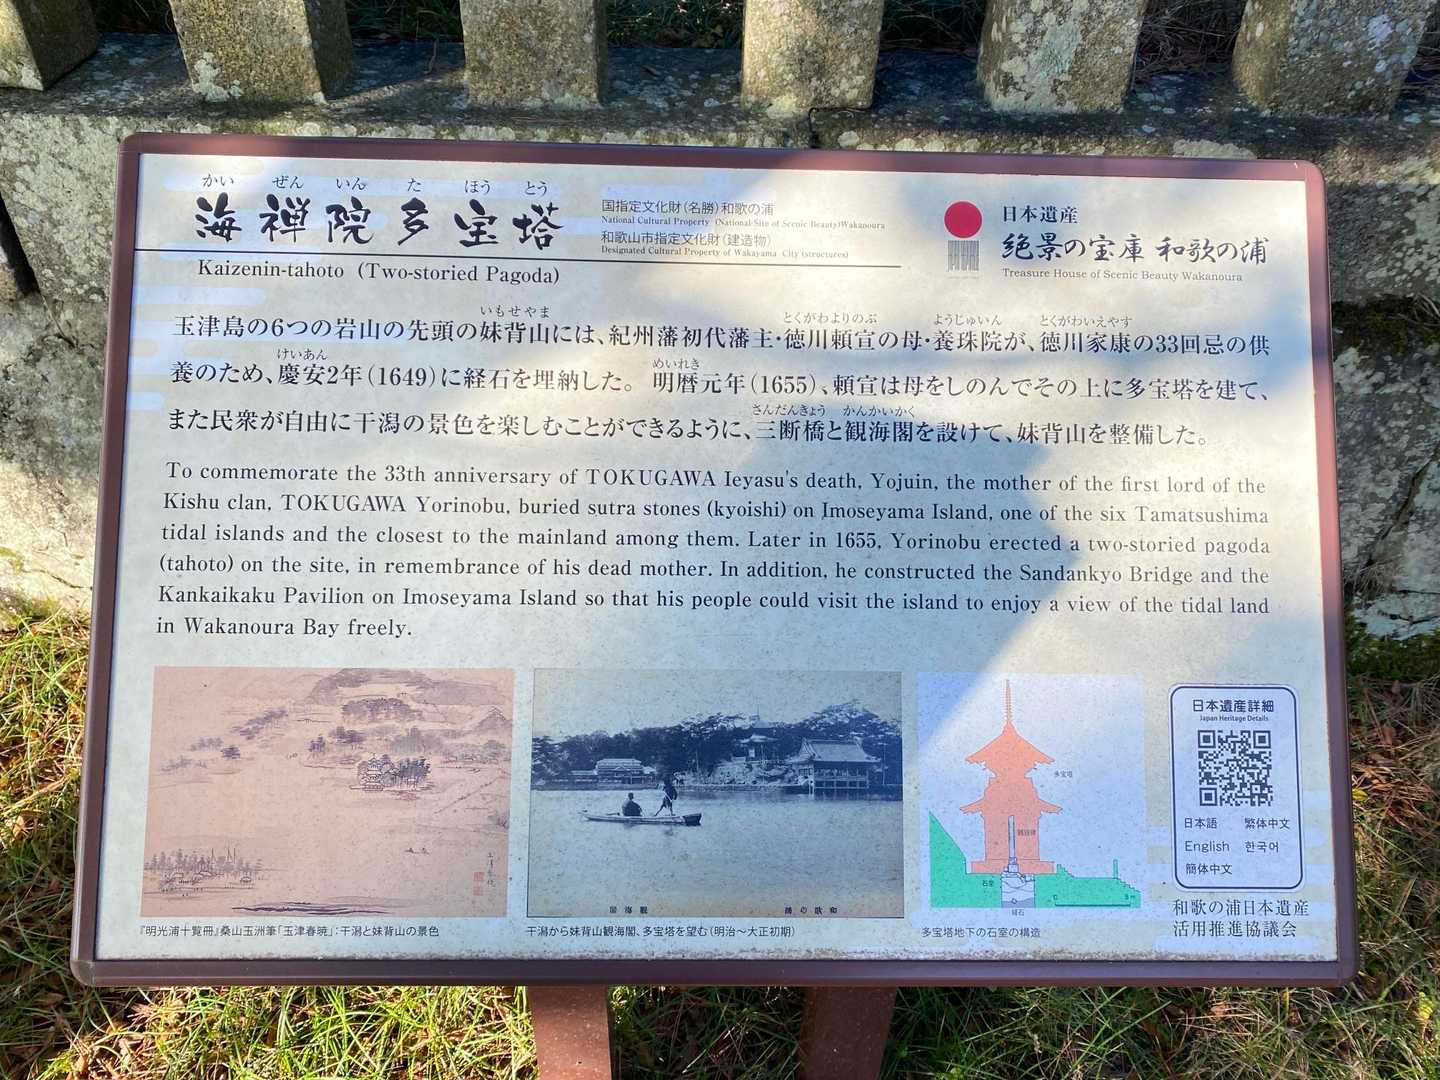 かい ぜん いん た ほう とう
海禅院多宝塔
Kaizenin-tahoto (Two-storied Pagoda)
国指定文化財(名勝)和歌の浦
National Cultural Property (National Site of Scenic Beauty)Wakanoura
和歌山市指定文化財(建造物)
Designated Cultural Property of Wakayama City (structures)
日本遺産
絶景の宝庫 和歌の浦
Treasure House of Scenic Beauty Wakanoura
いもせやま とくがわよりのぶ ようじゅいん とくがわいえやす
玉津島の6つの岩山の先頭の妹背山には、紀州藩初代藩主・徳川頼宣の母・養珠院が、徳川家康の33回忌の供
けいあん めいれき
養のため、慶安2年(1649)に経石を埋納した。 明暦元年(1655)、頼宣は母をしのんでその上に多宝塔を建て、
さんだんきょう かんかいかく
また民衆が自由に干潟の景色を楽しむことができるように、三断橋と観海閣を設けて、妹背山を整備した。
To commemorate the 33th anniversary of TOKUGAWA Ieyasu's death, Yojuin, the mother of the first lord of the
Kishu clan, TOKUGAWA Yorinobu, buried sutra stones (kyoishi) on Imoseyama Island, one of the six Tamatsushima
tidal islands and the closest to the mainland among them. Later in 1655, Yorinobu erected a two-storied pagoda
(tahoto) on the site, in remembrance of his dead mother. In addition, he constructed the Sandankyo Bridge and the
Kankaikaku Pavilion on Imoseyama Island so that his people could visit the island to enjoy a view of the tidal land
in Wakanoura Bay freely.
『明光浦十覧冊』桑山玉洲筆「玉津春暁」:干潟と妹背山の景色
閣海観 浦の歌和
干潟から妹背山観海閣、多宝塔を望む(明治〜大正初期)
多宝塔
石室
経石
0 5m
多宝塔地下の石室の構造
日本遺産詳細
Japan Heritage Details
日本語 繁体中文
English 한국어
簡体中文
和歌の浦日本遺産
活用推進協議会